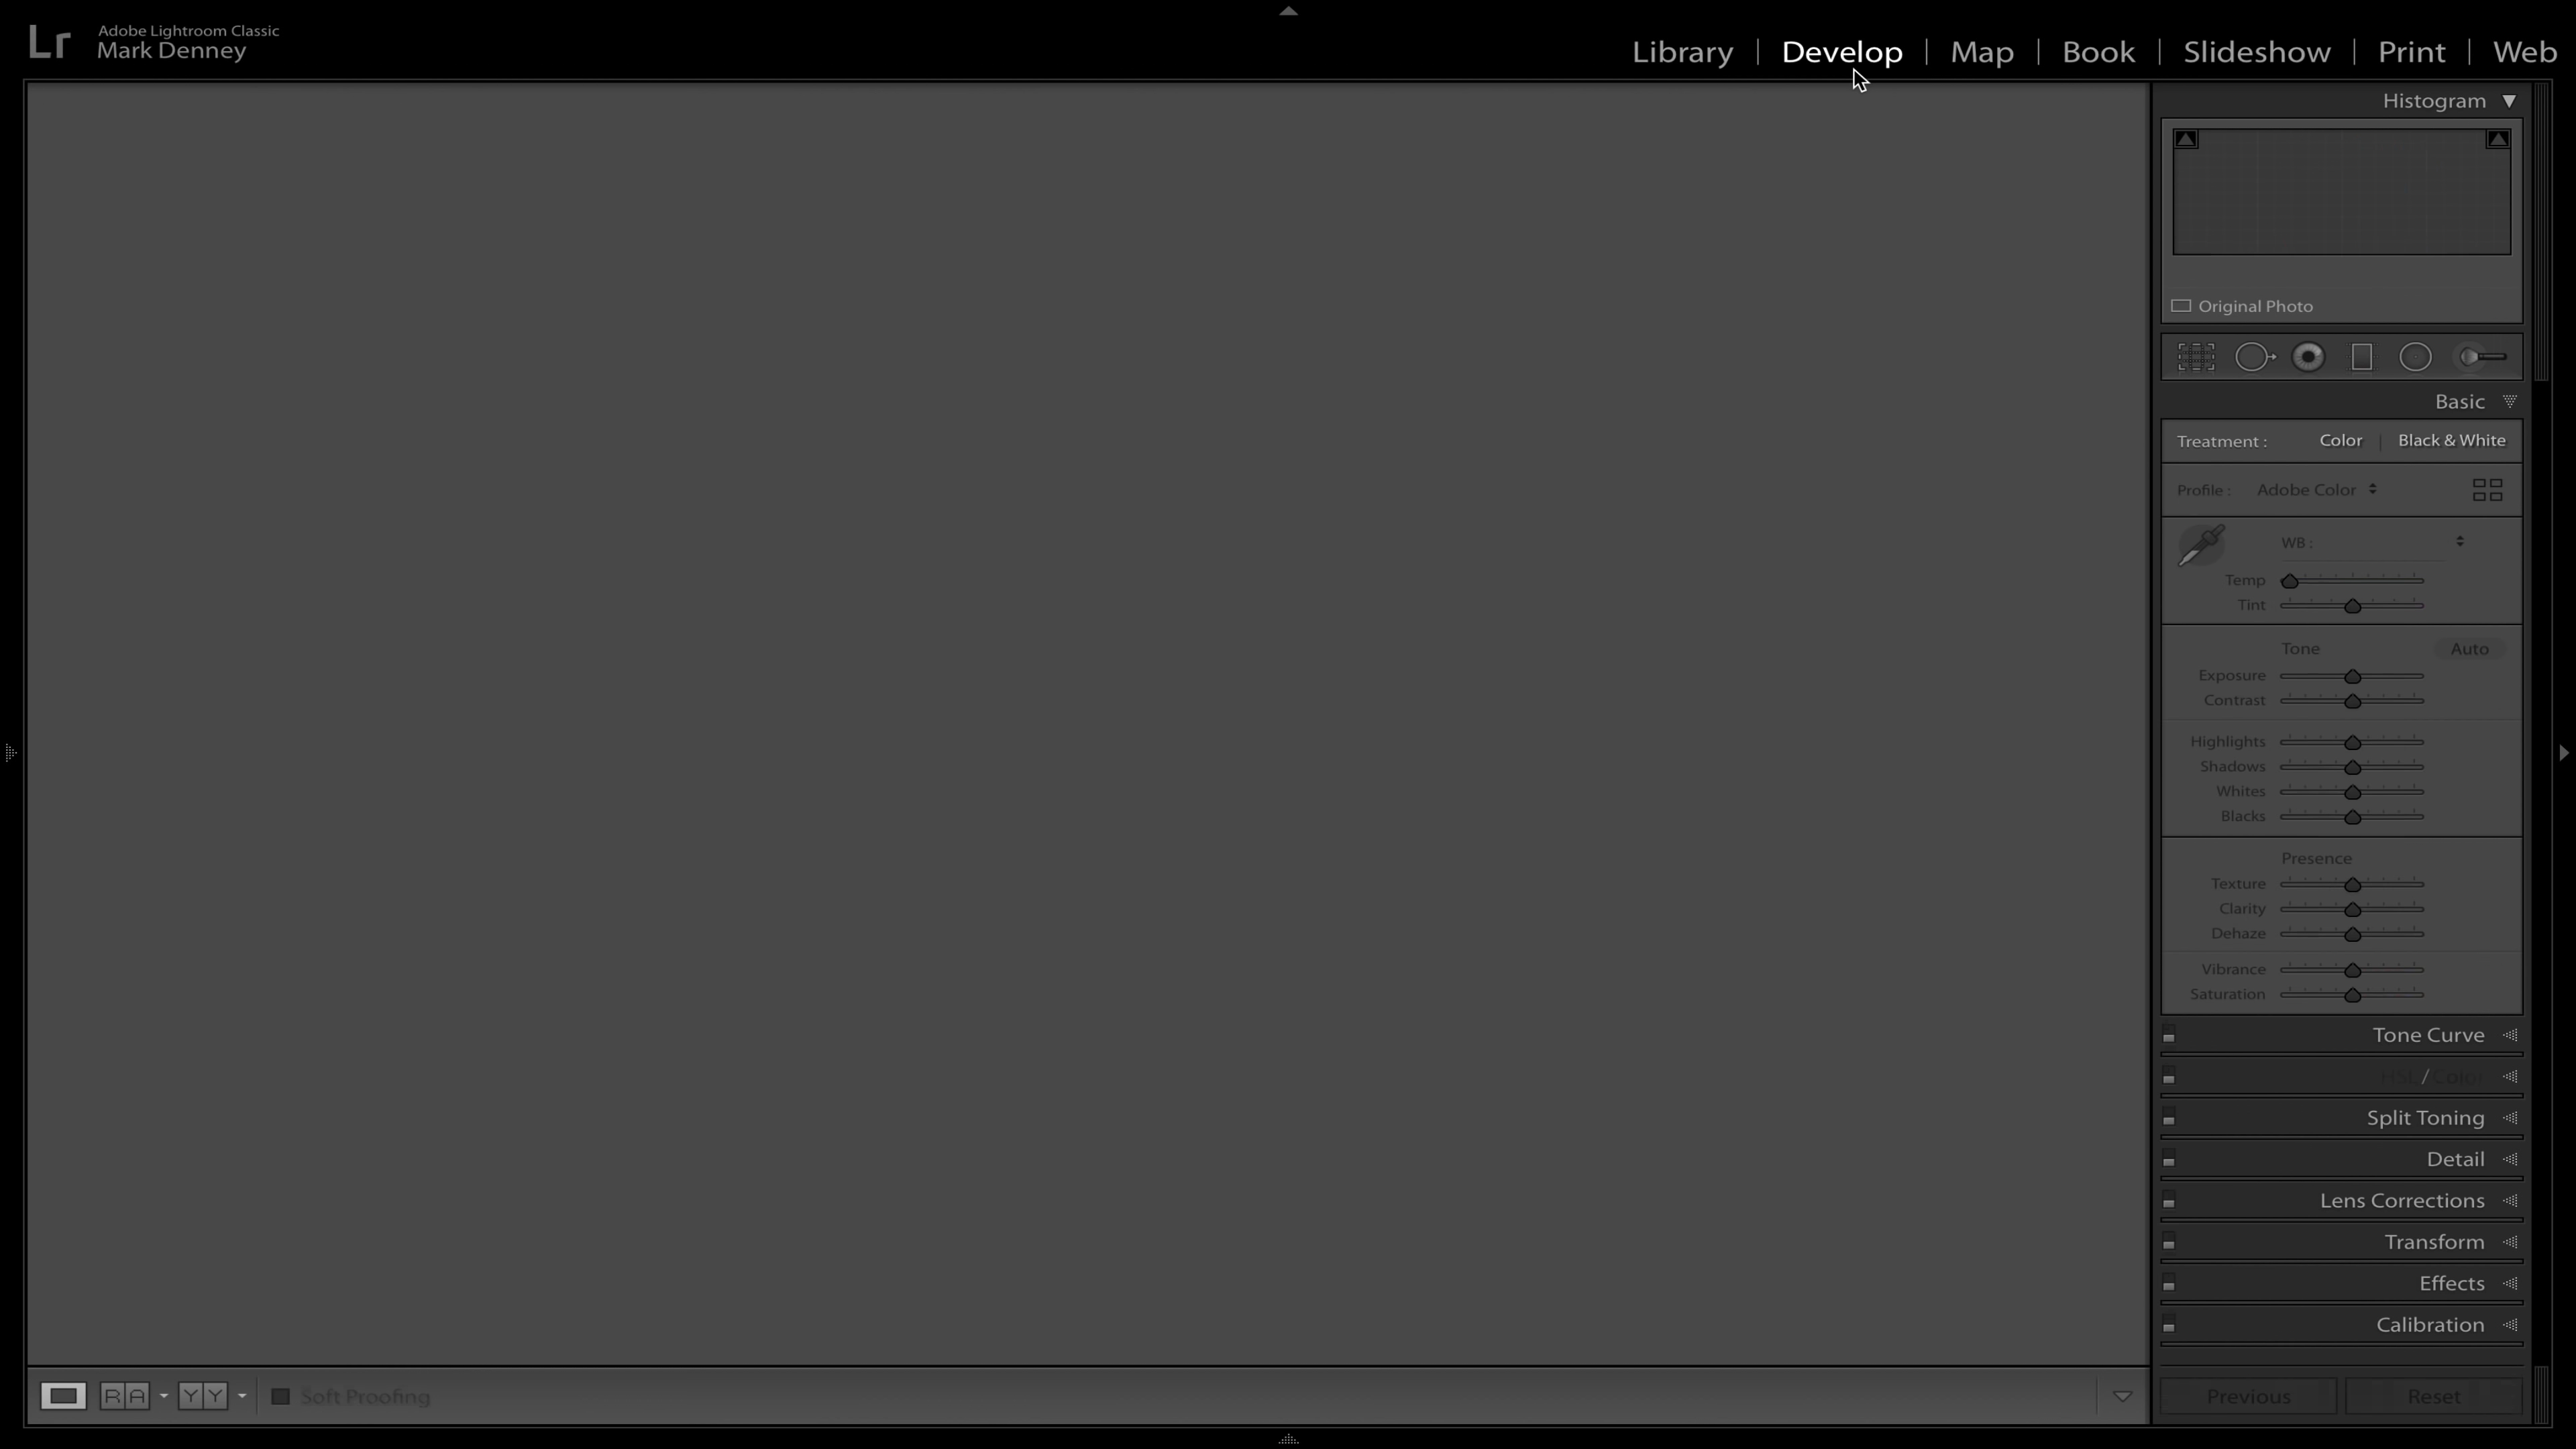 Lr
Adobe Lightroom Classic
Mark Denney
Library | Develop | Map | Book | Slideshow | Print | Web
Histogram
Original Photo
Basic
Treatment : Color | Black & White
Profile : Adobe Color
WB :
Temp
Tint
Tone Auto
Exposure
Contrast
Highlights
Shadows
Whites
Blacks
Presence
Texture
Clarity
Dehaze
Vibrance
Saturation
Tone Curve
HSL / Color
Split Toning
Detail
Lens Corrections
Transform
Effects
Calibration
R A Y Y Soft Proofing
Previous Reset